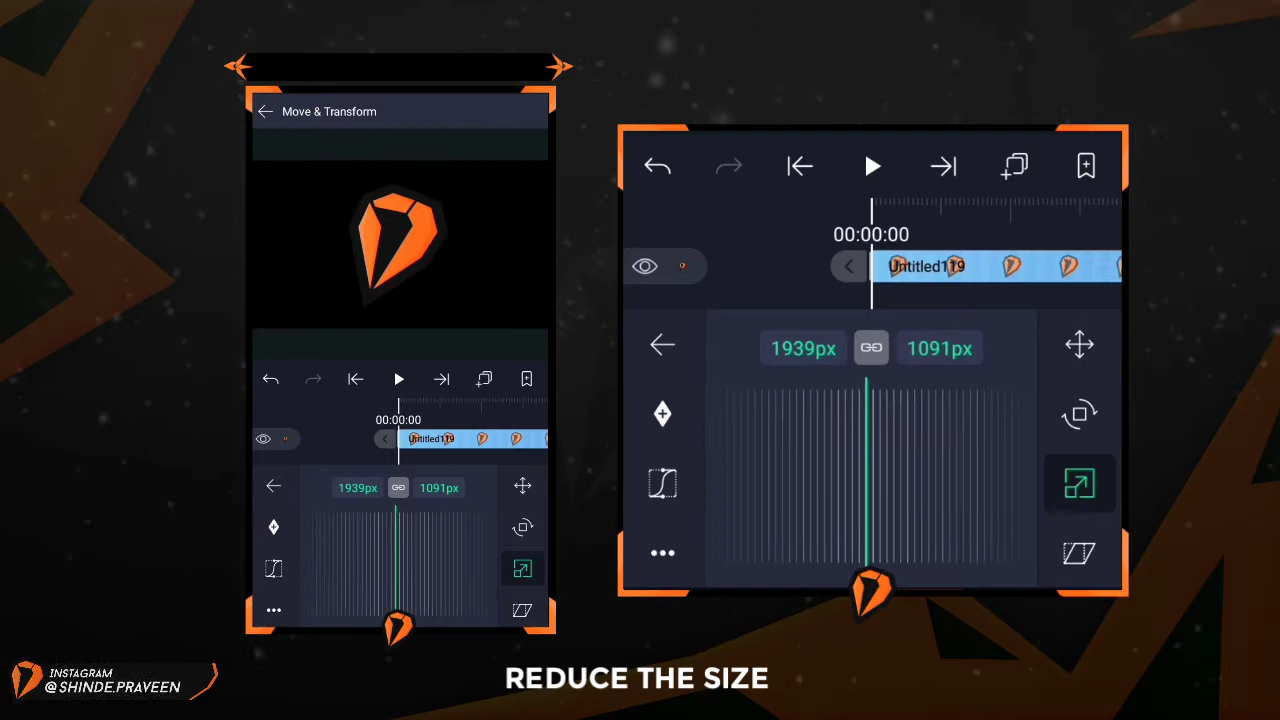 Move & Transform
00:00:00
Untitled119
1939px
1091px
00:00:00
Untitled119
1939px
1091px
REDUCE THE SIZE
INSTAGRAM
@SHINDE.PRAVEEN